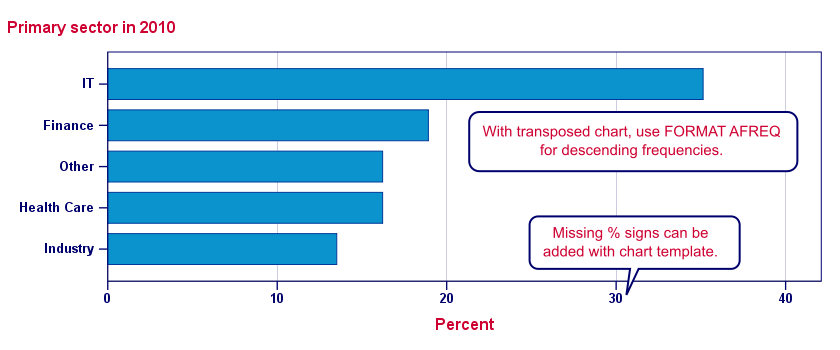 Primary sector in 2010
IT
Finance
Other
Health Care
Industry
With transposed chart, use FORMAT AFREQ
for descending frequencies.
Missing % signs can be
added with chart template.
0 10 20 30 40
Percent